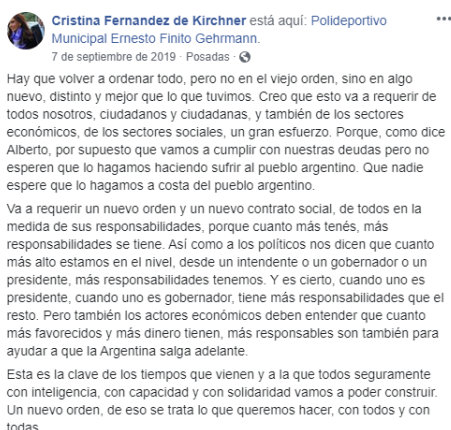 Cristina Fernandez de Kirchner está aquí: Polideportivo
Municipal Ernesto Finito Gehrmann.
7 de septiembre de 2019 · Posadas ·
Hay que volver a ordenar todo, pero no en el viejo orden, sino en algo
nuevo, distinto y mejor que lo que tuvimos. Creo que esto va a requerir de
todos nosotros, ciudadanos y ciudadanas, y también de los sectores
económicos, de los sectores sociales, un gran esfuerzo. Porque, como dice
Alberto, por supuesto que vamos a cumplir con nuestras deudas pero no
esperen que lo hagamos haciendo sufrir al pueblo argentino. Que nadie
espere que lo hagamos a costa del pueblo argentino.
Va a requerir un nuevo orden y un nuevo contrato social, de todos en la
medida de sus responsabilidades, porque cuanto más tenés, más
responsabilidades se tiene. Así como a los políticos nos dicen que cuanto
más alto estamos en el nivel, desde un intendente o un gobernador o un
presidente, más responsabilidades tenemos. Y es cierto, cuando uno es
presidente, cuando uno es gobernador, tiene más responsabilidades que el
resto. Pero también los actores económicos deben entender que cuanto
más favorecidos y más dinero tienen, más responsables son también para
ayudar a que la Argentina salga adelante.
Esta es la clave de los tiempos que vienen y a la que todos seguramente
con inteligencia, con capacidad y con solidaridad vamos a poder construir.
Un nuevo orden, de eso se trata lo que queremos hacer, con todos y con
todas